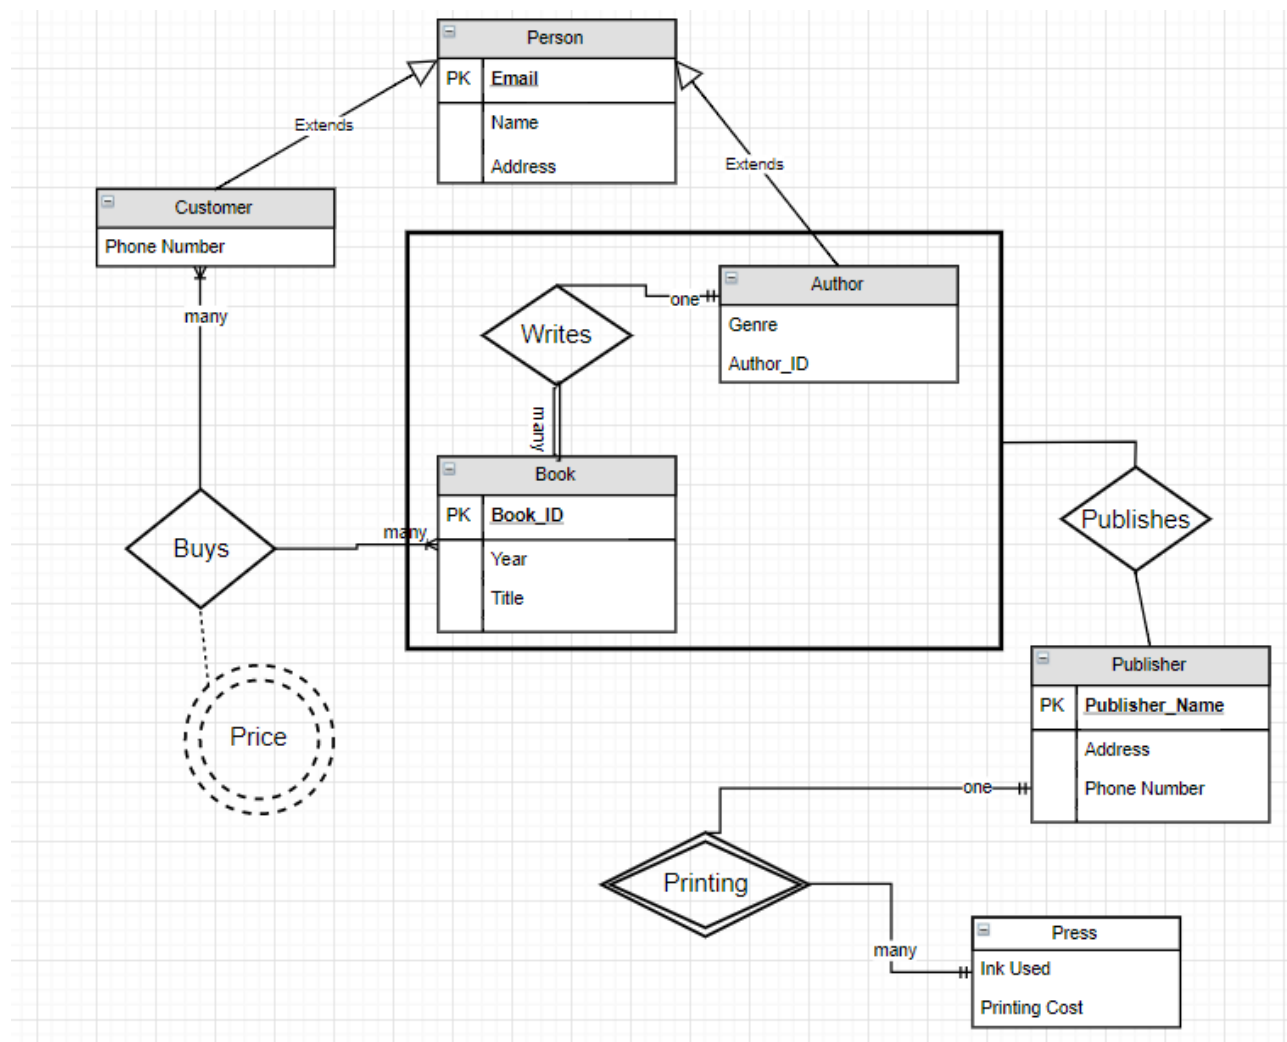 Person
PK Email
Name
Address
Extends
Extends
Customer
Phone Number
many
Author
Genre
Author_ID
one
Writes
many
Book
PK Book_ID
Year
Title
many
Buys
Price
Publishes
Publisher
PK Publisher_Name
Address
Phone Number
one
Printing
many
Press
Ink Used
Printing Cost